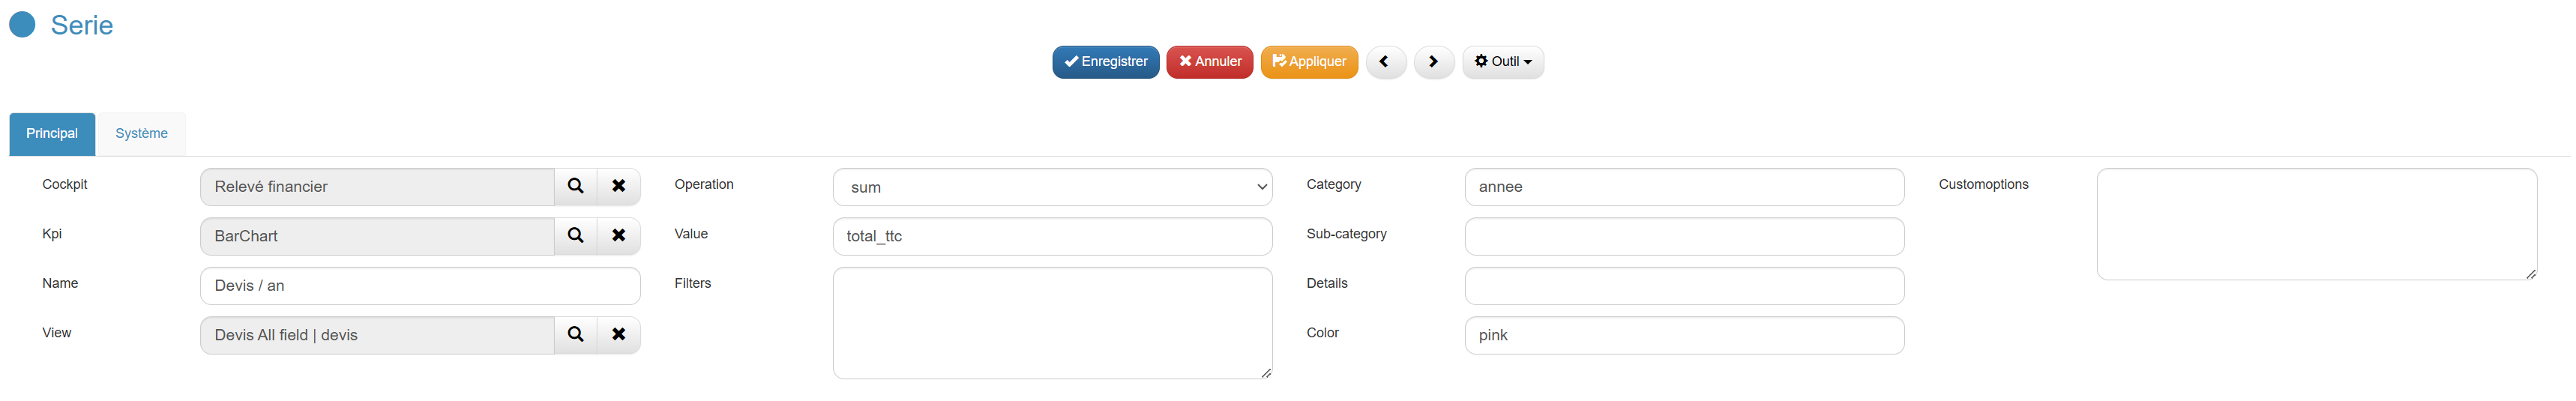 Serie
Enregistrer Annuler Appliquer Outil
Principal Système
Cockpit Relevé financier Operation sum Category annee Customoptions
Kpi BarChart Value total_ttc Sub-category
Name Devis / an Filters Details
View Devis All field | devis Color pink